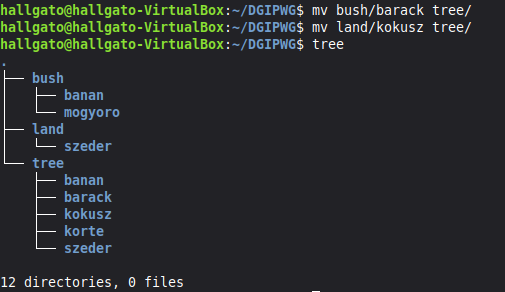 hallgato@hallgato-VirtualBox:~/DGIPWG$ mv bush/barack tree/
hallgato@hallgato-VirtualBox:~/DGIPWG$ mv land/kokusz tree/
hallgato@hallgato-VirtualBox:~/DGIPWG$ tree
.
├── bush
│   ├── banan
│   └── mogyoro
├── land
│   └── szeder
└── tree
    ├── banan
    ├── barack
    ├── kokusz
    ├── korte
    └── szeder
12 directories, 0 files